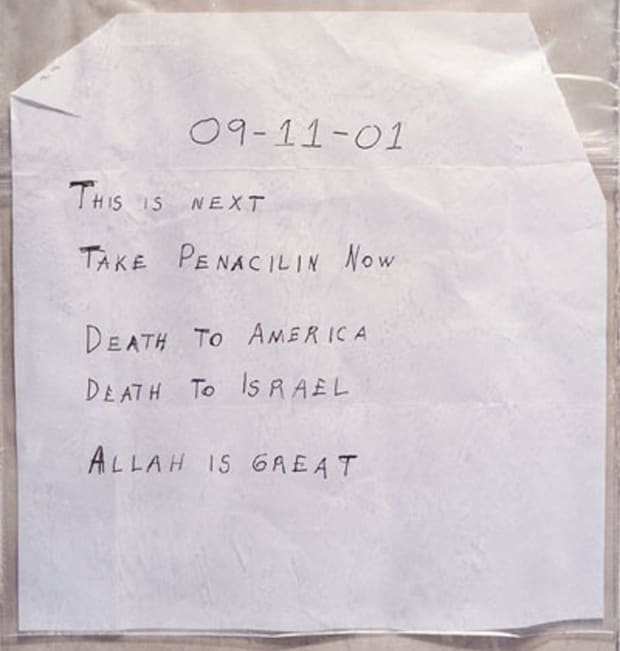 09-11-01
THIS IS NEXT
TAKE PENACILIN NOW
DEATH TO AMERICA
DEATH TO ISRAEL
ALLAH IS GREAT